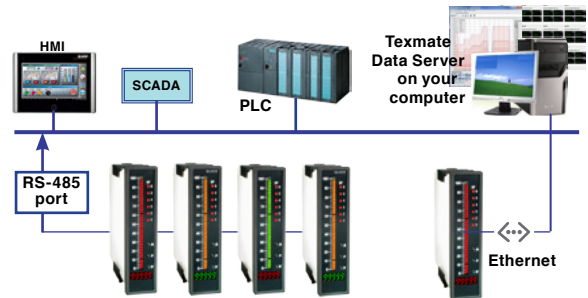 HMI
SCADA
PLC
Texmate
Data Server
on your
computer
RS-485
port
Ethernet